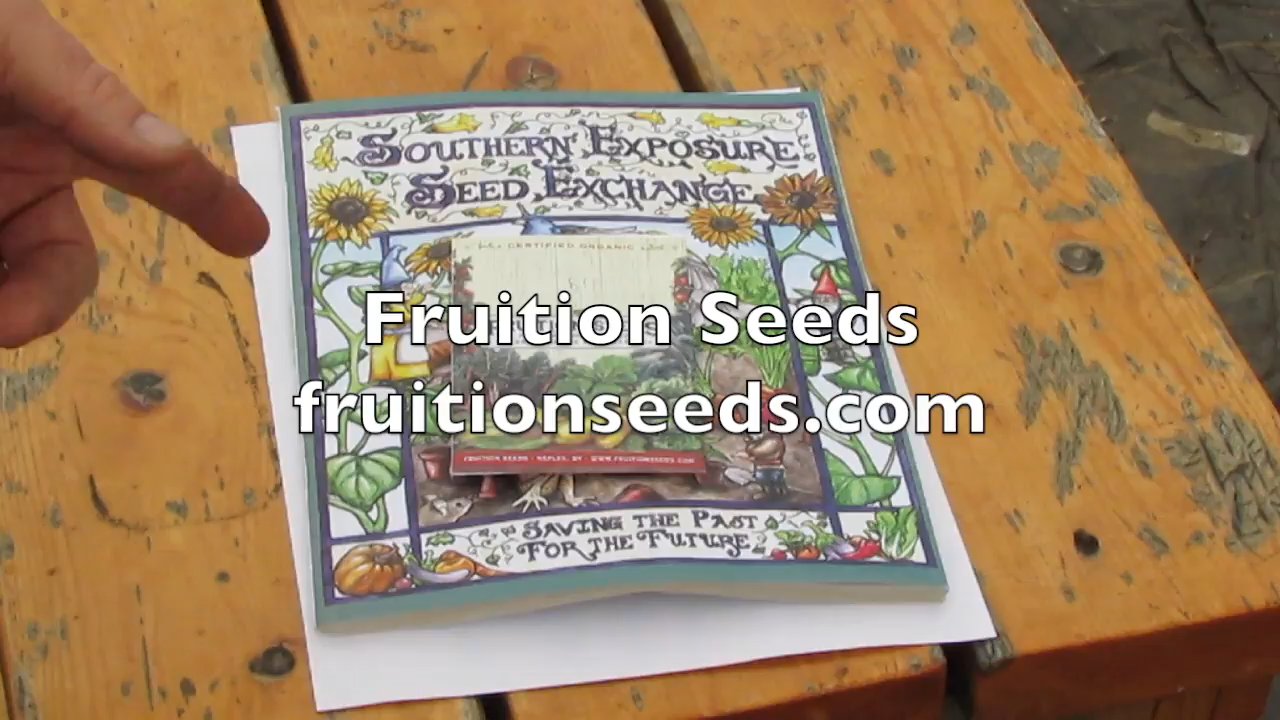 SOUTHERN EXPOSURE
SEED EXCHANGE
CERTIFIED ORGANIC
Fruition Seeds
fruitionseeds.com
FRUITION SEEDS · NAPLES, NY · WWW.FRUITIONSEEDS.COM
SAVING THE PAST
FOR THE FUTURE